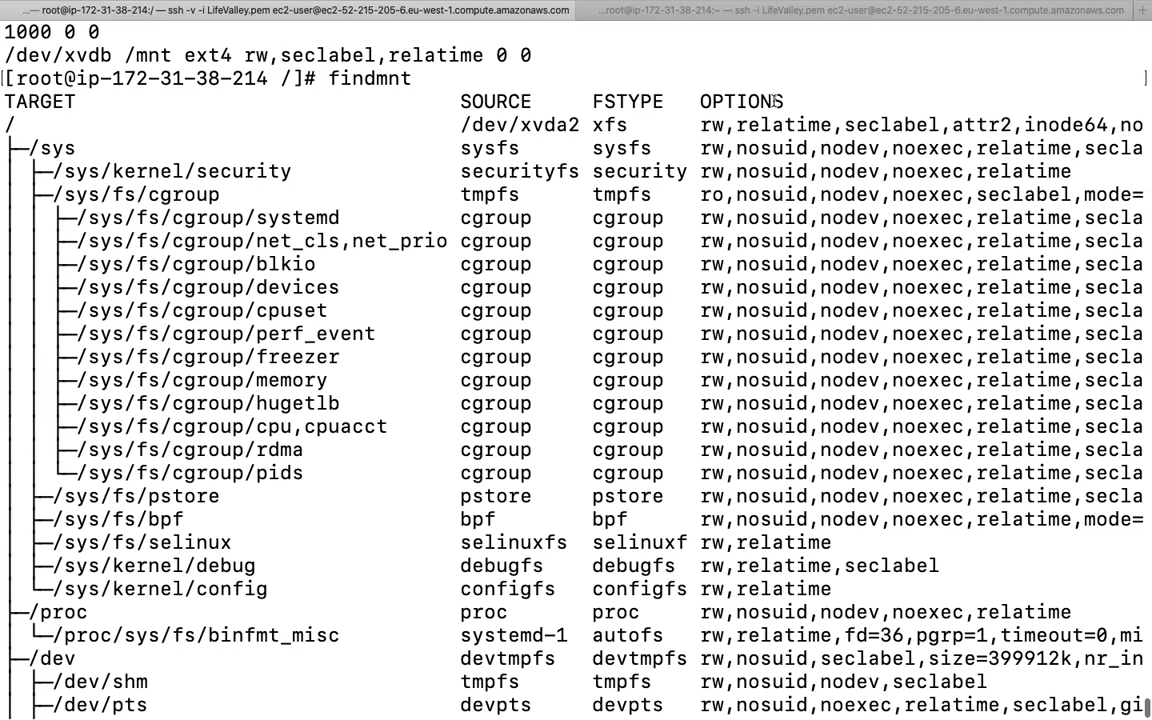 ...— root@ip-172-31-38-214:/ — ssh -v -i LifeValley.pem ec2-user@ec2-52-215-205-6.eu-west-1.compute.amazonaws.com
...root@ip-172-31-38-214:~ — ssh -i LifeValley.pem ec2-user@ec2-52-215-205-6.eu-west-1.compute.amazonaws.com +
1000 0 0
/dev/xvdb /mnt ext4 rw,seclabel,relatime 0 0
[root@ip-172-31-38-214 /]# findmnt
TARGET SOURCE FSTYPE OPTIONS
/ /dev/xvda2 xfs rw,relatime,seclabel,attr2,inode64,no
├─/sys sysfs sysfs rw,nosuid,nodev,noexec,relatime,secla
│ ├─/sys/kernel/security securityfs security rw,nosuid,nodev,noexec,relatime
│ ├─/sys/fs/cgroup tmpfs tmpfs ro,nosuid,nodev,noexec,seclabel,mode=
│ │ ├─/sys/fs/cgroup/systemd cgroup cgroup rw,nosuid,nodev,noexec,relatime,secla
│ │ ├─/sys/fs/cgroup/net_cls,net_prio cgroup cgroup rw,nosuid,nodev,noexec,relatime,secla
│ │ ├─/sys/fs/cgroup/blkio cgroup cgroup rw,nosuid,nodev,noexec,relatime,secla
│ │ ├─/sys/fs/cgroup/devices cgroup cgroup rw,nosuid,nodev,noexec,relatime,secla
│ │ ├─/sys/fs/cgroup/cpuset cgroup cgroup rw,nosuid,nodev,noexec,relatime,secla
│ │ ├─/sys/fs/cgroup/perf_event cgroup cgroup rw,nosuid,nodev,noexec,relatime,secla
│ │ ├─/sys/fs/cgroup/freezer cgroup cgroup rw,nosuid,nodev,noexec,relatime,secla
│ │ ├─/sys/fs/cgroup/memory cgroup cgroup rw,nosuid,nodev,noexec,relatime,secla
│ │ ├─/sys/fs/cgroup/hugetlb cgroup cgroup rw,nosuid,nodev,noexec,relatime,secla
│ │ ├─/sys/fs/cgroup/cpu,cpuacct cgroup cgroup rw,nosuid,nodev,noexec,relatime,secla
│ │ ├─/sys/fs/cgroup/rdma cgroup cgroup rw,nosuid,nodev,noexec,relatime,secla
│ │ └─/sys/fs/cgroup/pids cgroup cgroup rw,nosuid,nodev,noexec,relatime,secla
│ ├─/sys/fs/pstore pstore pstore rw,nosuid,nodev,noexec,relatime,secla
│ ├─/sys/fs/bpf bpf bpf rw,nosuid,nodev,noexec,relatime,mode=
│ ├─/sys/fs/selinux selinuxfs selinuxf rw,relatime
│ ├─/sys/kernel/debug debugfs debugfs rw,relatime,seclabel
│ └─/sys/kernel/config configfs configfs rw,relatime
├─/proc proc proc rw,nosuid,nodev,noexec,relatime
│ └─/proc/sys/fs/binfmt_misc systemd-1 autofs rw,relatime,fd=36,pgrp=1,timeout=0,mi
├─/dev devtmpfs devtmpfs rw,nosuid,seclabel,size=399912k,nr_in
│ ├─/dev/shm tmpfs tmpfs rw,nosuid,nodev,seclabel
│ ├─/dev/pts devpts devpts rw,nosuid,noexec,relatime,seclabel,gi